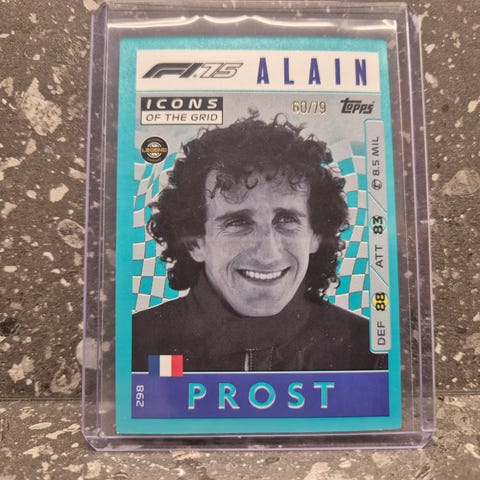 F1 75 ALAIN
ICONS
OF THE GRID
60/79
Topps
LEGEND
DEF 88 ATT 83 8.5 MIL
298
PROST